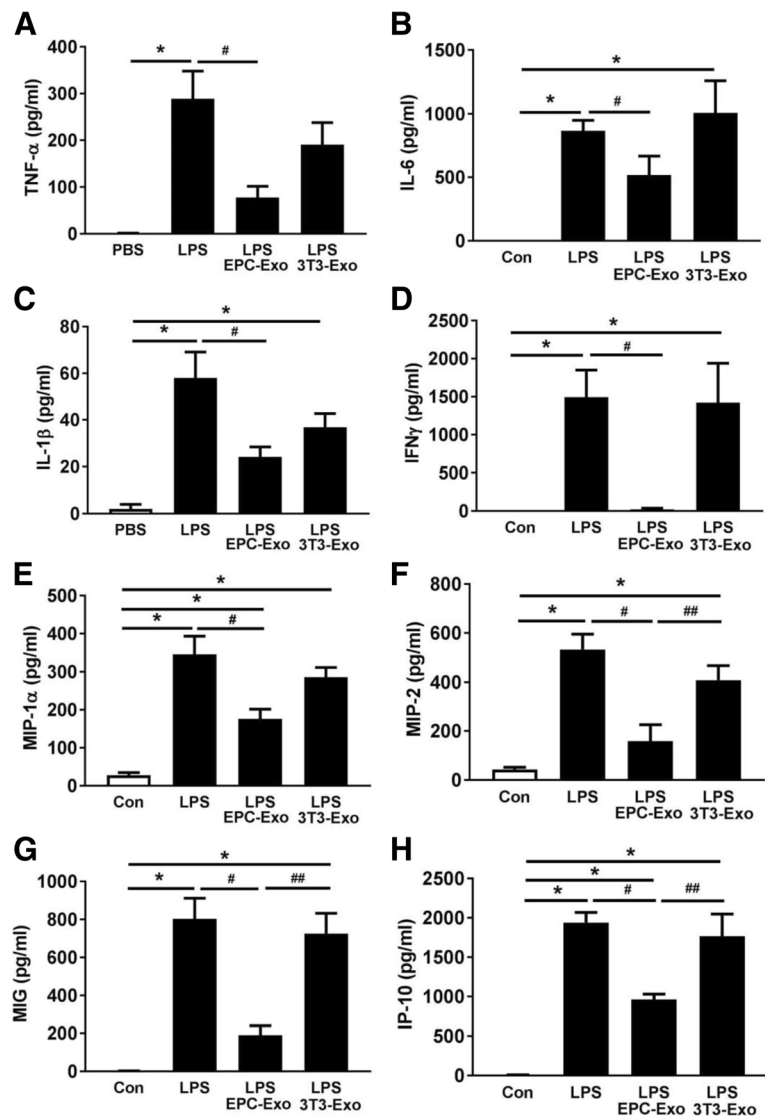 A
TNF-α (pg/ml)
400
300
200
100
0
*
#
PBS
LPS
LPS
EPC-Exo
LPS
3T3-Exo
B
IL-6 (pg/ml)
1500
1000
500
0
*
*
#
Con
LPS
LPS
EPC-Exo
LPS
3T3-Exo
C
IL-1β (pg/ml)
80
60
40
20
0
*
*
#
PBS
LPS
LPS
EPC-Exo
LPS
3T3-Exo
D
IFNγ (pg/ml)
2500
2000
1500
1000
500
0
*
*
#
Con
LPS
LPS
EPC-Exo
LPS
3T3-Exo
E
MIP-1α (pg/ml)
500
400
300
200
100
0
*
*
*
#
Con
LPS
LPS
EPC-Exo
LPS
3T3-Exo
F
MIP-2 (pg/ml)
800
600
400
200
0
*
*
#
##
Con
LPS
LPS
EPC-Exo
LPS
3T3-Exo
G
MIG (pg/ml)
1000
800
600
400
200
0
*
*
#
##
Con
LPS
LPS
EPC-Exo
LPS
3T3-Exo
H
IP-10 (pg/ml)
2500
2000
1500
1000
500
0
*
*
*
#
##
Con
LPS
LPS
EPC-Exo
LPS
3T3-Exo